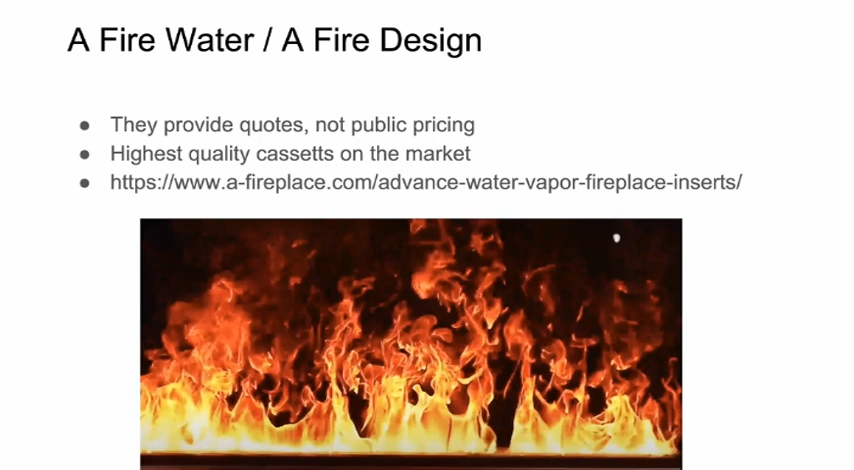 A Fire Water / A Fire Design
● They provide quotes, not public pricing
● Highest quality cassetts on the market
● https://www.a-fireplace.com/advance-water-vapor-fireplace-inserts/